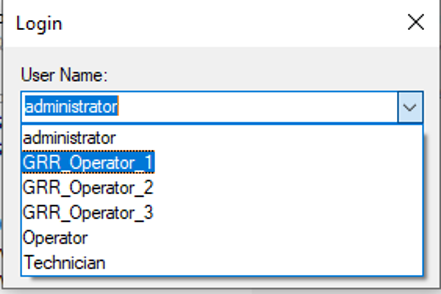 Login
User Name:
administrator
administrator
GRR_Operator_1
GRR_Operator_2
GRR_Operator_3
Operator
Technician